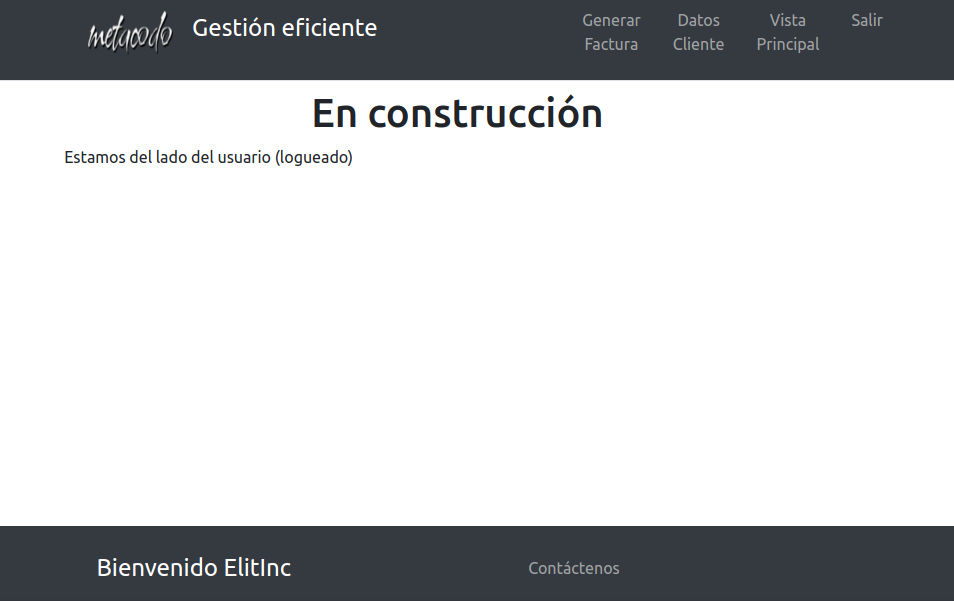 metacodo
Gestión eficiente
Generar
Factura
Datos
Cliente
Vista
Principal
Salir
En construcción
Estamos del lado del usuario (logueado)
Bienvenido ElitInc
Contáctenos